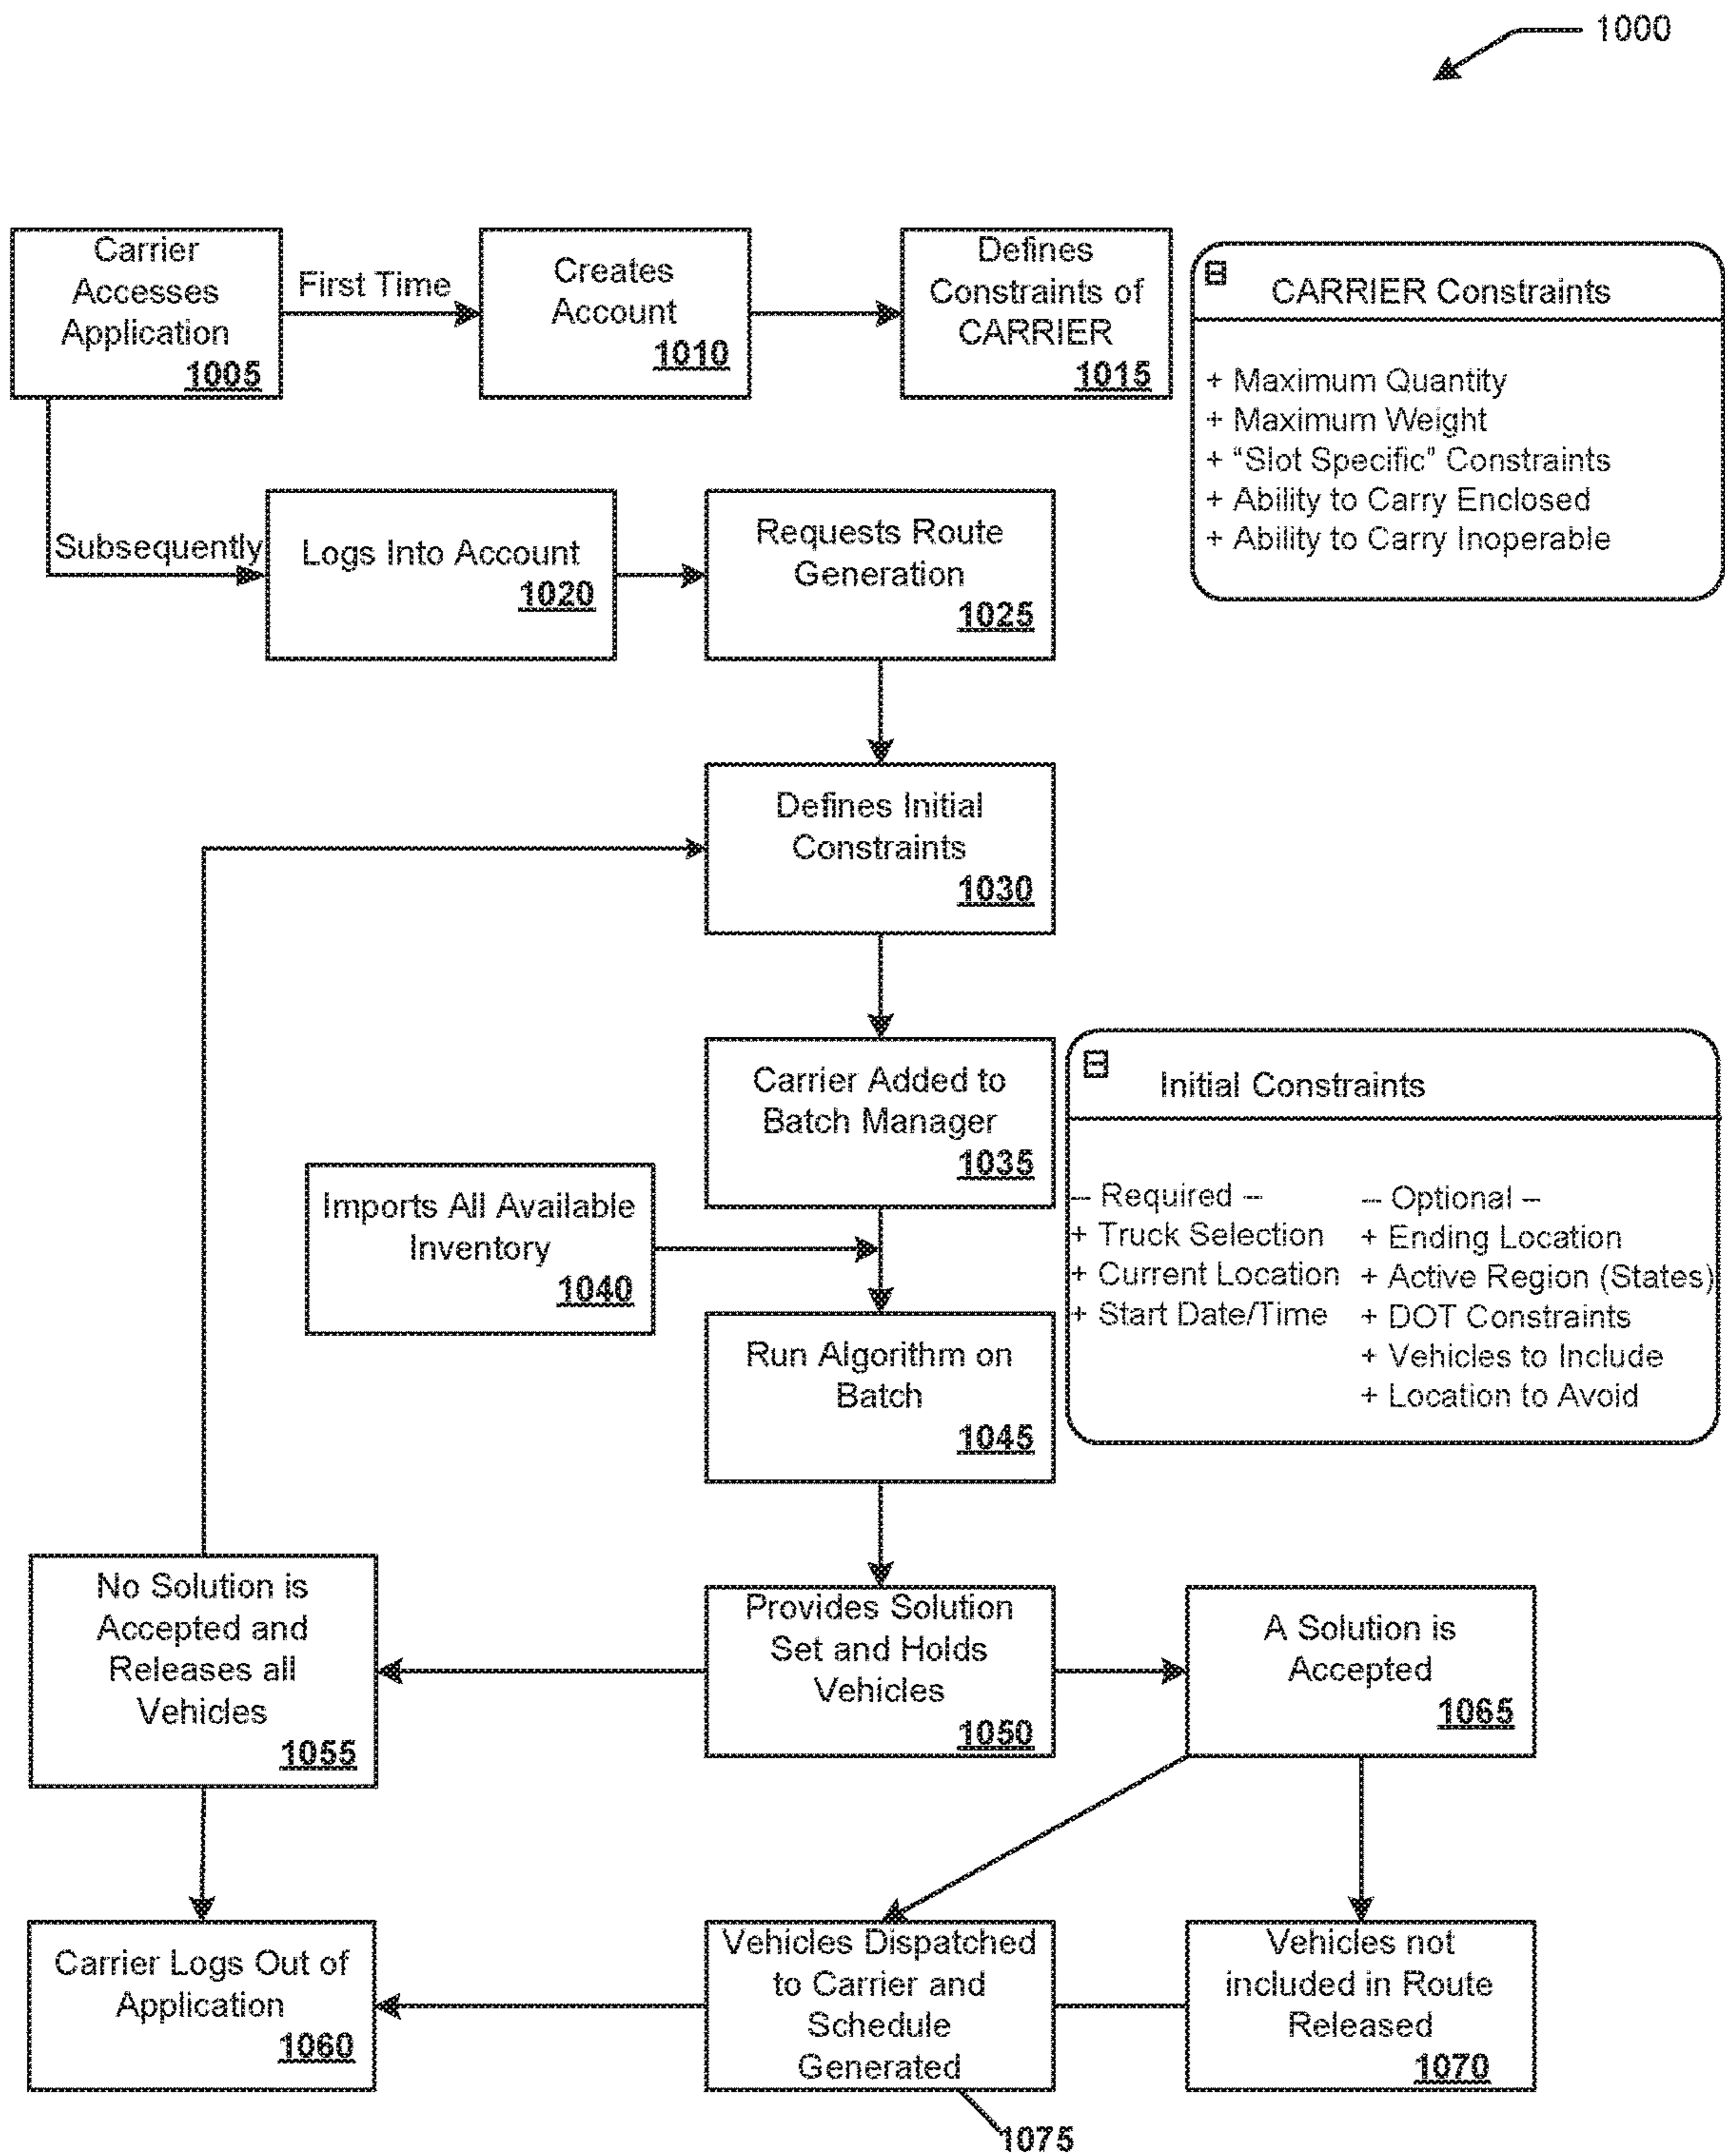 1000
Carrier
Accesses
Application
1005
First Time
Creates
Account
1010
Defines
Constraints of
CARRIER
1015
CARRIER Constraints
+ Maximum Quantity
+ Maximum Weight
+ “Slot Specific” Constraints
+ Ability to Carry Enclosed
+ Ability to Carry Inoperable
Subsequently
Logs Into Account
1020
Requests Route
Generation
1025
Defines Initial
Constraints
1030
Carrier Added to
Batch Manager
1035
Initial Constraints
-- Required --
+ Truck Selection
+ Current Location
+ Start Date/Time
-- Optional --
+ Ending Location
+ Active Region (States)
+ DOT Constraints
+ Vehicles to Include
+ Location to Avoid
Imports All Available
Inventory
1040
Run Algorithm on
Batch
1045
No Solution is
Accepted and
Releases all
Vehicles
1055
Provides Solution
Set and Holds
Vehicles
1050
A Solution is
Accepted
1065
Carrier Logs Out of
Application
1060
Vehicles Dispatched
to Carrier and
Schedule
Generated
1075
Vehicles not
included in Route
Released
1070